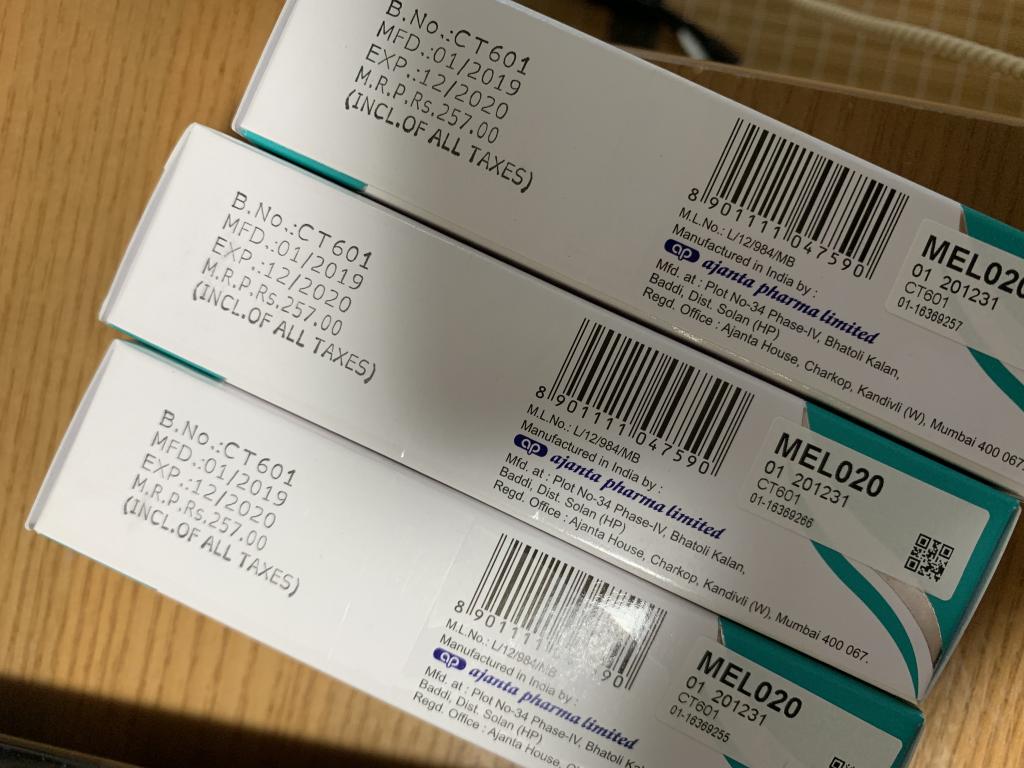 B.No.:CT601
MFD.:01/2019
EXP.:12/2020
M.R.P.Rs.257.00
(INCL.OF ALL TAXES)
8 901111 047590
M.L.No.: L/12/984/MB
Manufactured in India by :
ap ajanta pharma limited
Mfd. at : Plot No-34 Phase-IV, Bhatoli Kalan,
Baddi, Dist. Solan (HP)
Regd. Office : Ajanta House, Charkop, Kandivli (W), Mumbai 400 067.
MEL020
01 201231
CT601
01-16369257
B.No.:CT601
MFD.:01/2019
EXP.:12/2020
M.R.P.Rs.257.00
(INCL.OF ALL TAXES)
8 901111 047590
M.L.No.: L/12/984/MB
Manufactured in India by :
ap ajanta pharma limited
Mfd. at : Plot No-34 Phase-IV, Bhatoli Kalan,
Baddi, Dist. Solan (HP)
Regd. Office : Ajanta House, Charkop, Kandivli (W), Mumbai 400 067.
MEL020
01 201231
CT601
01-16369266
B.No.:CT601
MFD.:01/2019
EXP.:12/2020
M.R.P.Rs.257.00
(INCL.OF ALL TAXES)
8 90111 90
M.L.No.: L/12/984/MB
Manufactured in India by :
ap ajanta pharma limited
Mfd. at : Plot No-34 Phase-IV, Bhatoli
Baddi, Dist. Solan (HP)
Regd. Office : Ajanta House,
MEL020
01 201231
CT601
01-16369255